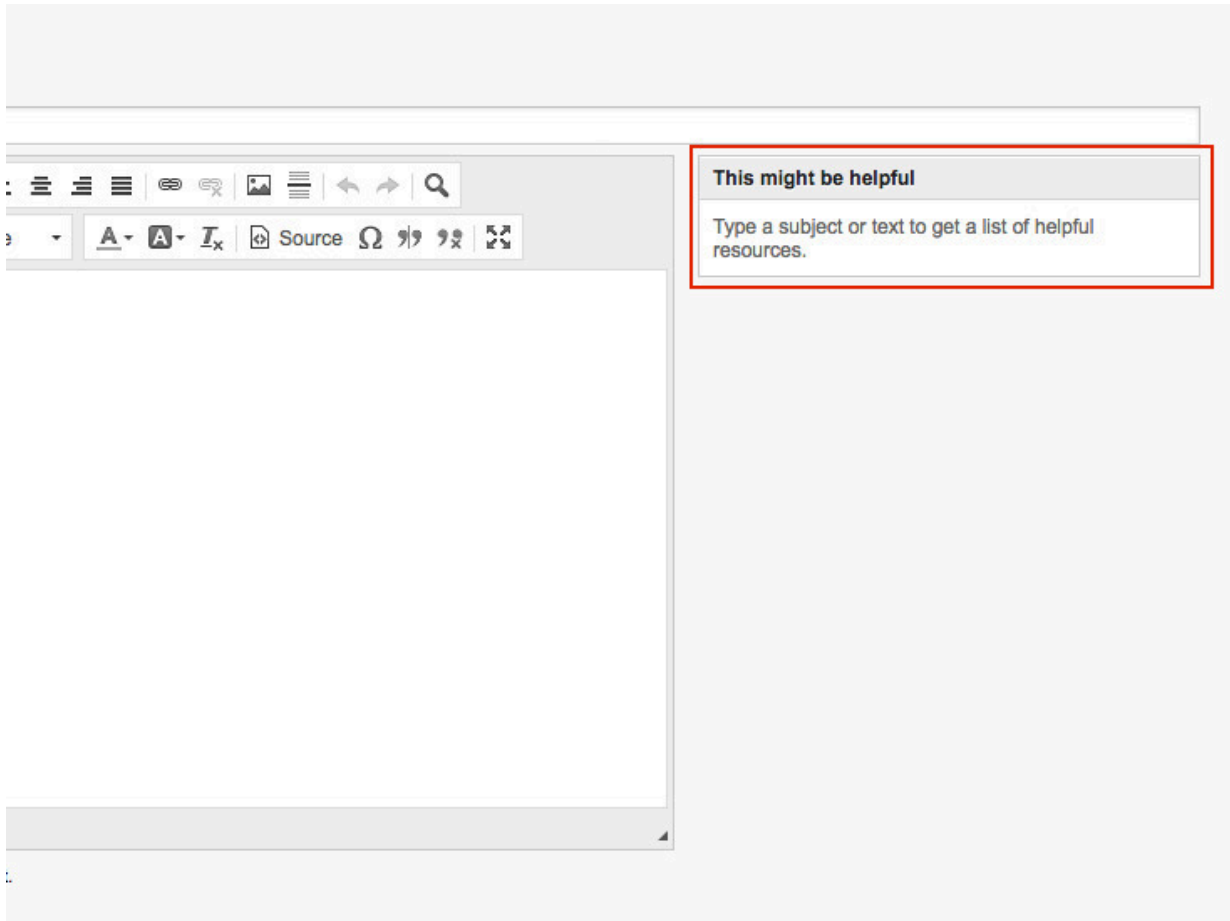 This might be helpful
Source
Type a subject or text to get a list of helpful
resources.